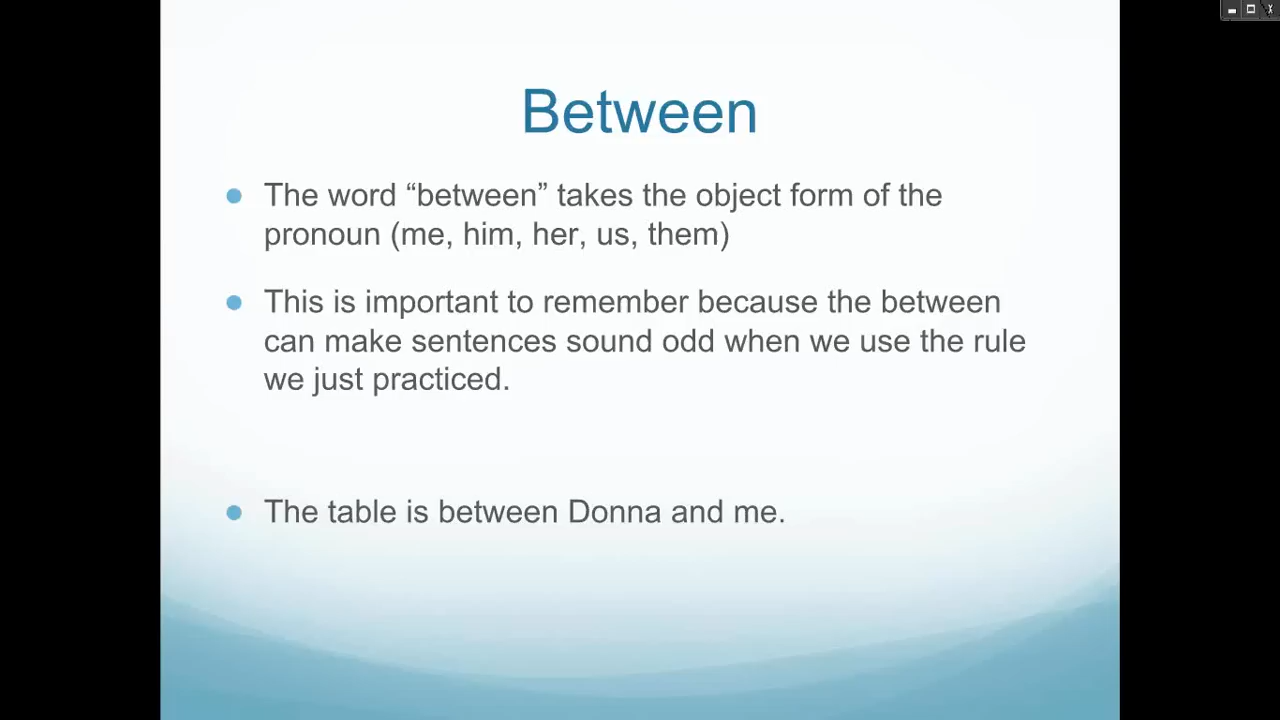 Between
The word “between” takes the object form of the
pronoun (me, him, her, us, them)
This is important to remember because the between
can make sentences sound odd when we use the rule
we just practiced.
The table is between Donna and me.